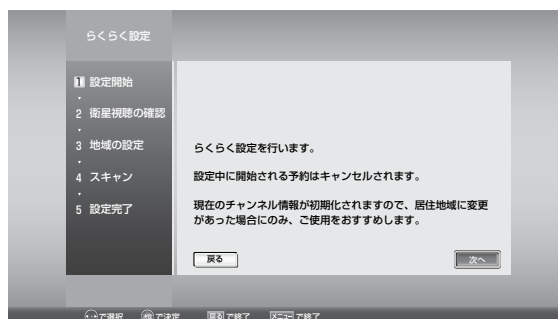 らくらく設定
1 設定開始
2 衛星視聴の確認
3 地域の設定
4 スキャン
5 設定完了
らくらく設定を行います。
設定中に開始される予約はキャンセルされます。
現在のチャンネル情報が初期化されますので、居住地域に変更
があった場合にのみ、ご使用をおすすめします。
戻る
次へ
で選択 で決定 戻る で終了 メニュー で終了